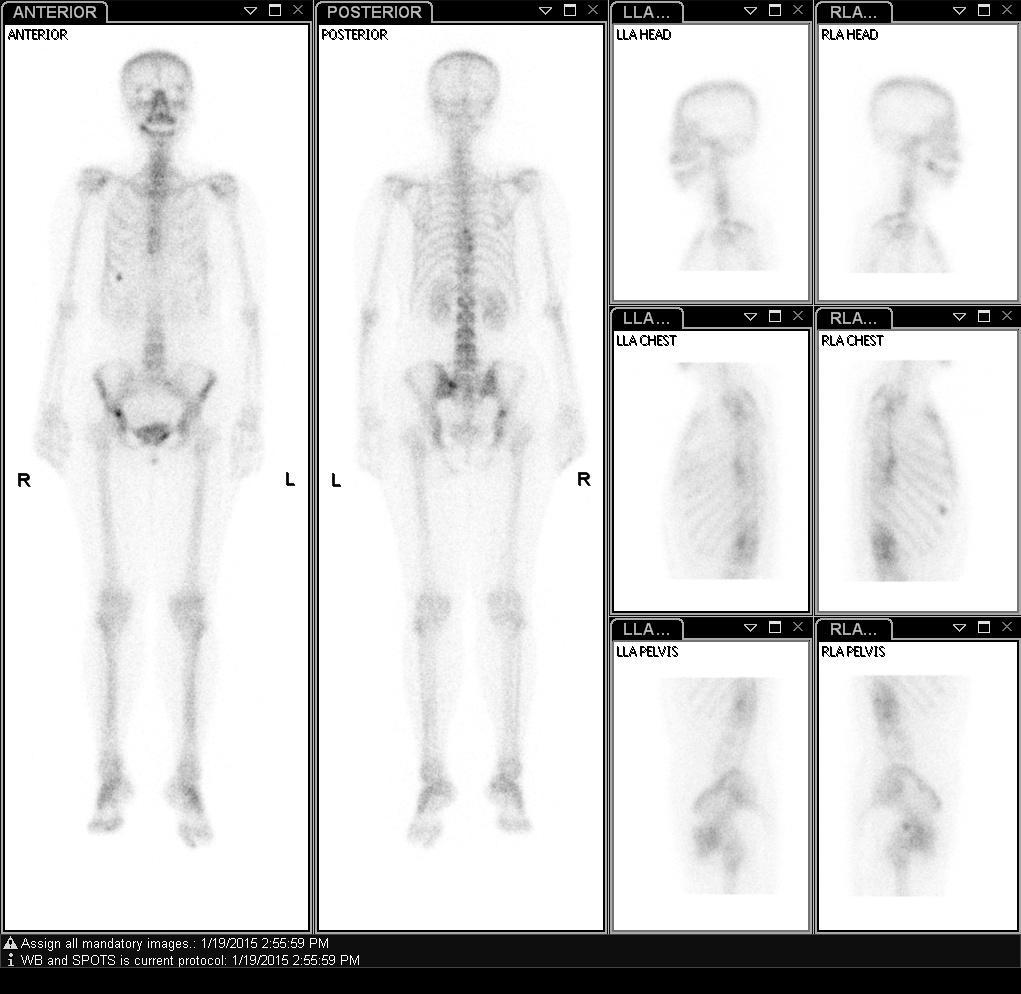 ANTERIOR
POSTERIOR
LLA...
RLA...
ANTERIOR
POSTERIOR
LLA HEAD
RLA HEAD
R
L
L
R
LLA...
RLA...
LLA CHEST
RLA CHEST
LLA...
RLA...
LLA PELVIS
RLA PELVIS
Assign all mandatory images.: 1/19/2015 2:55:59 PM
WB and SPOTS is current protocol: 1/19/2015 2:55:59 PM